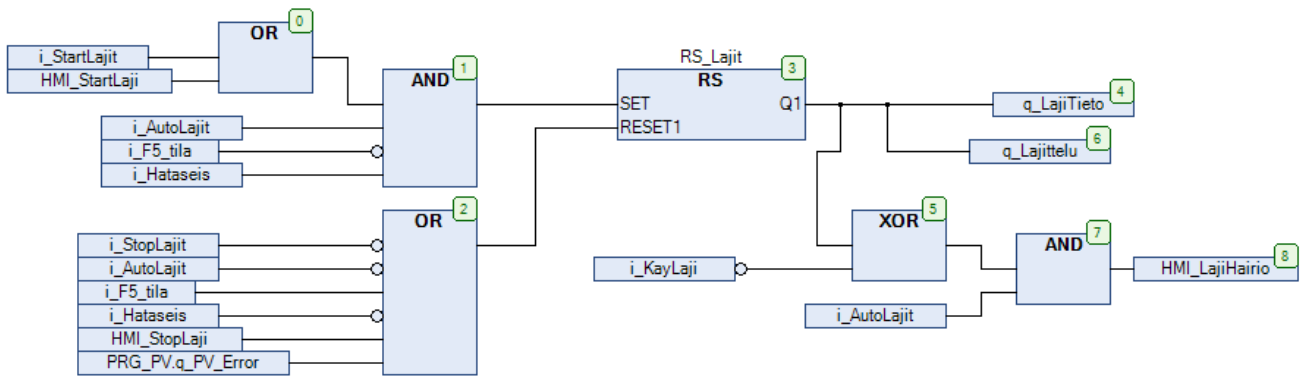 OR 0
i_StartLajit
HMI_StartLaji
AND 1
i_AutoLajit
i_F5_tila
i_Hataseis
RS_Lajit
RS 3
SET Q1
RESET1
q_LajiTieto 4
q_Lajittelu 6
OR 2
i_StopLajit
i_AutoLajit
i_F5_tila
i_Hataseis
HMI_StopLaji
PRG_PV.q_PV_Error
XOR 5
i_KayLaji
AND 7
i_AutoLajit
HMI_LajiHairio 8